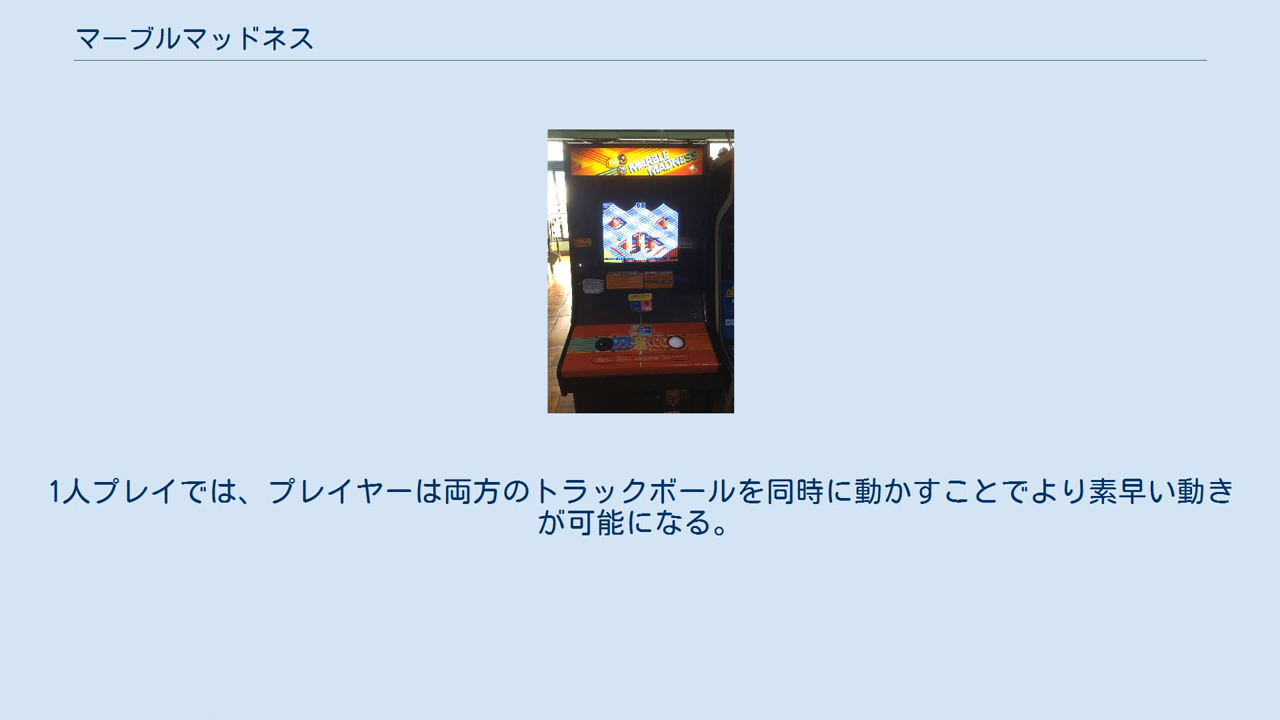 マーブルマッドネス
MARBLE
MADNESS
1人プレイでは、プレイヤーは両方のトラックボールを同時に動かすことでより素早い動き
が可能になる。